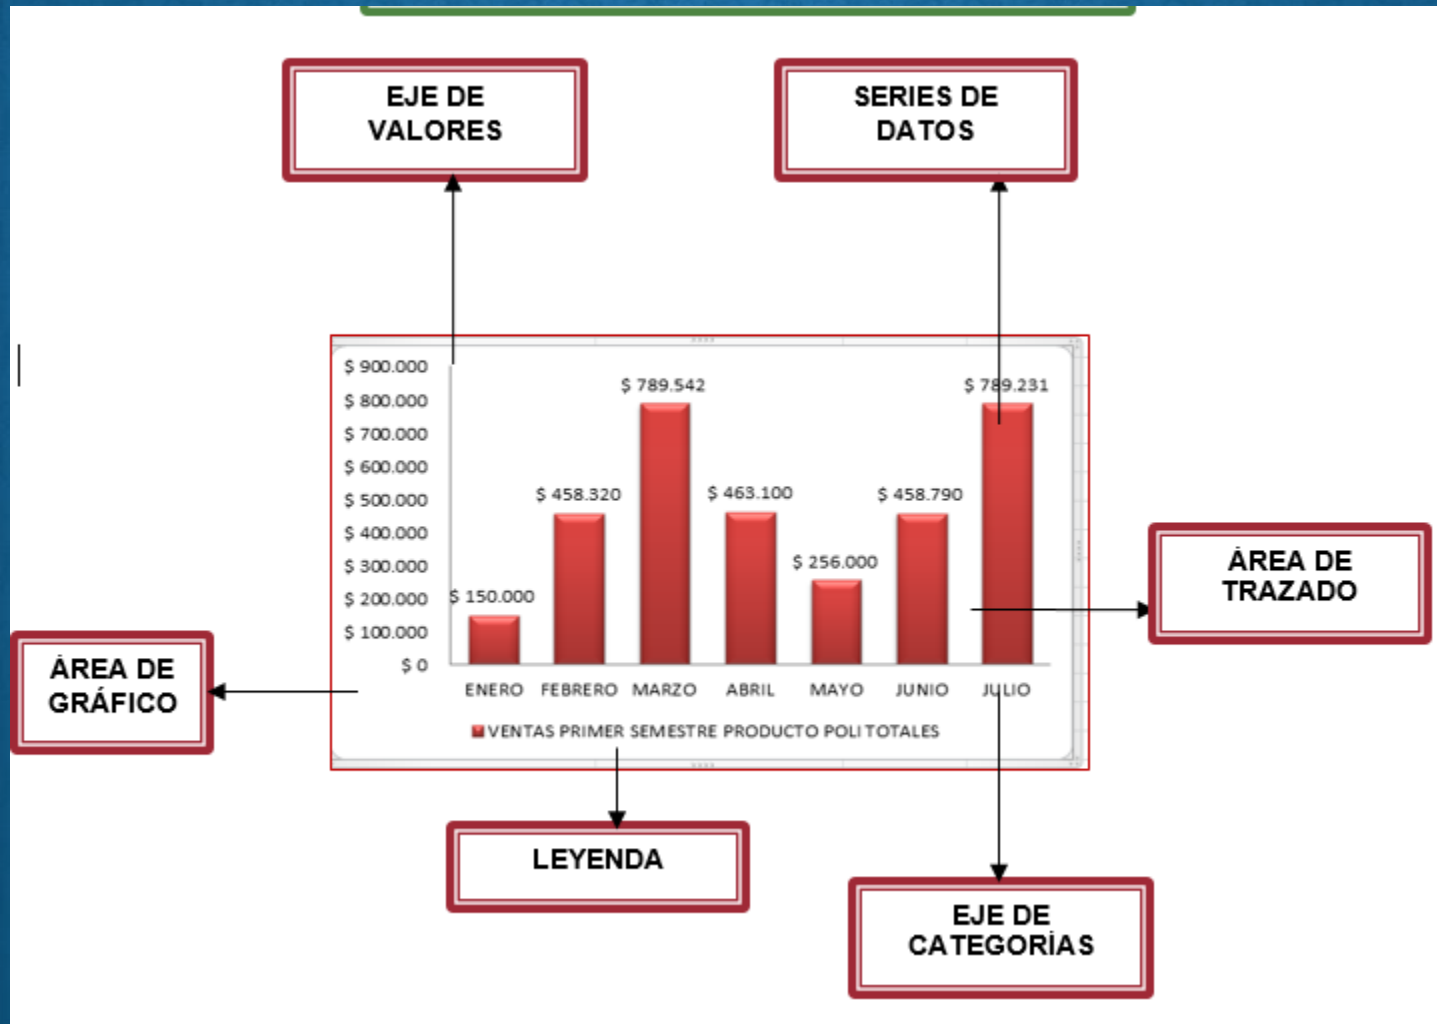 EJE DE
VALORES
SERIES DE
DATOS
$ 900.000
$ 800.000
$ 700.000
$ 600.000
$ 500.000
$ 400.000
$ 300.000
$ 200.000
$ 100.000
$ 0
$ 150.000
$ 458.320
$ 789.542
$ 463.100
$ 256.000
$ 458.790
$ 789.231
ENERO FEBRERO MARZO ABRIL MAYO JUNIO JULIO
VENTAS PRIMER SEMESTRE PRODUCTO POLI TOTALES
ÁREA DE
TRAZADO
ÁREA DE
GRÁFICO
LEYENDA
EJE DE
CATEGORÍAS